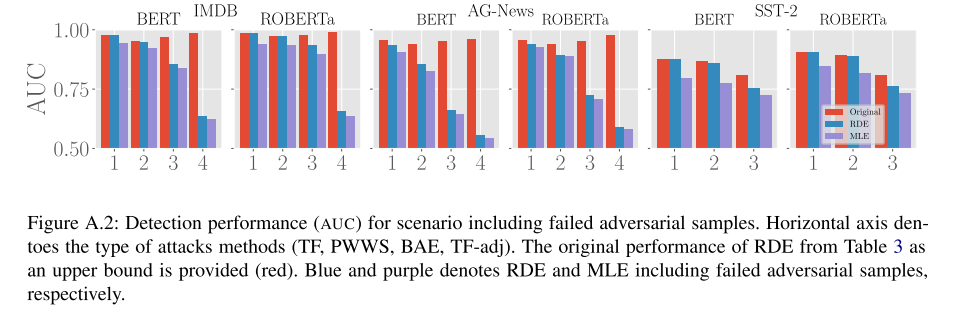 IMDB AG-News SST-2
BERT ROBERTa BERT ROBERTa BERT ROBERTa
AUC
1.00
0.75
0.50
1 2 3 4 1 2 3 4 1 2 3 4 1 2 3 4 1 2 3 1 2 3
Original
RDE
MLE
Figure A.2: Detection performance (AUC) for scenario including failed adversarial samples. Horizontal axis den-
toes the type of attacks methods (TF, PWWS, BAE, TF-adj). The original performance of RDE from Table 3 as
an upper bound is provided (red). Blue and purple denotes RDE and MLE including failed adversarial samples,
respectively.